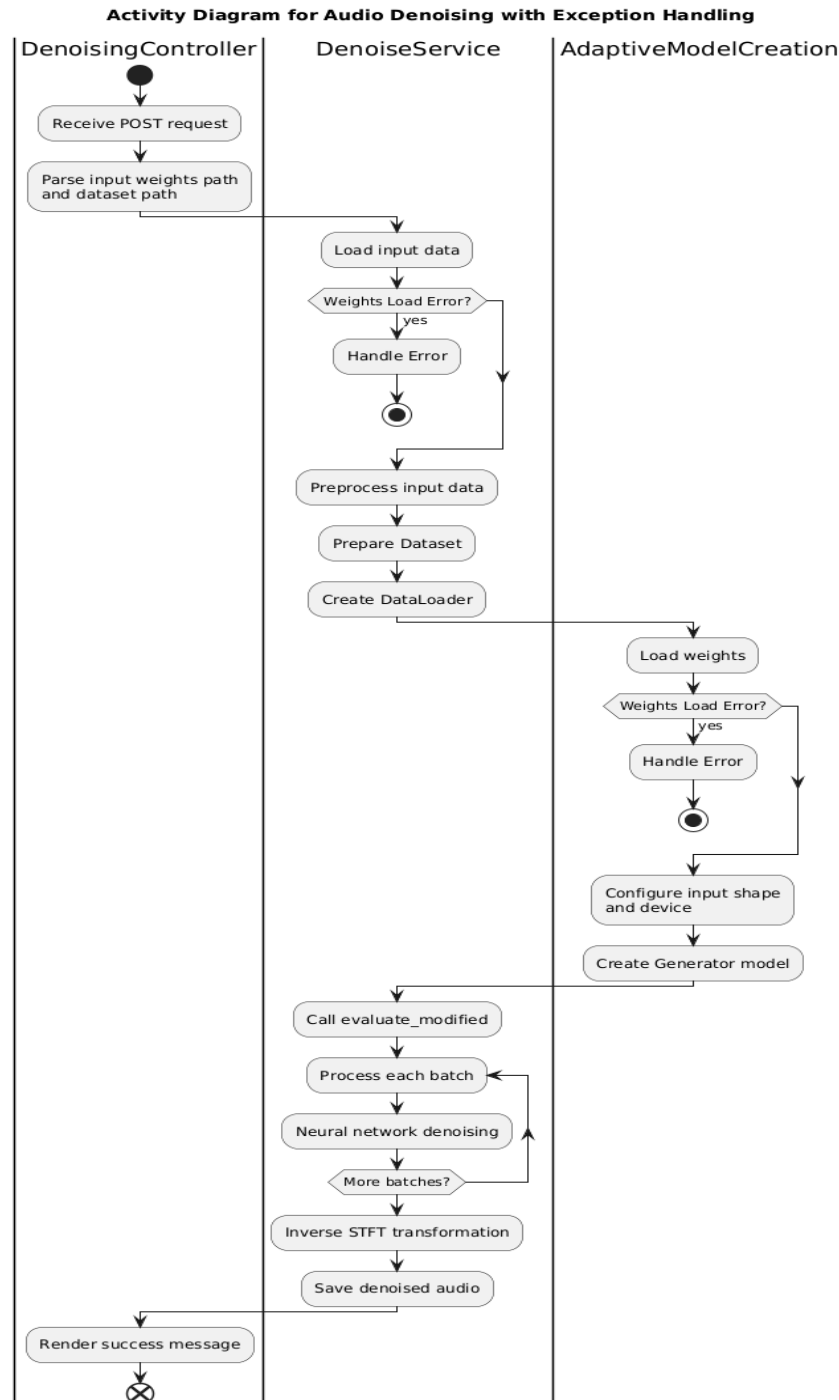 Activity Diagram for Audio Denoising with Exception Handling
DenoisingController
DenoiseService
AdaptiveModelCreation
Receive POST request
Parse input weights path
and dataset path
Load input data
Weights Load Error?
yes
Handle Error
Preprocess input data
Prepare Dataset
Create DataLoader
Load weights
Weights Load Error?
yes
Handle Error
Configure input shape
and device
Create Generator model
Call evaluate_modified
Process each batch
Neural network denoising
More batches?
Inverse STFT transformation
Save denoised audio
Render success message